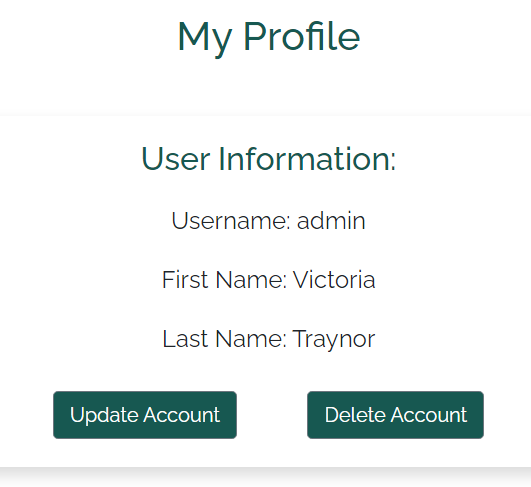 My Profile
User Information:
Username: admin
First Name: Victoria
Last Name: Traynor
Update Account
Delete Account